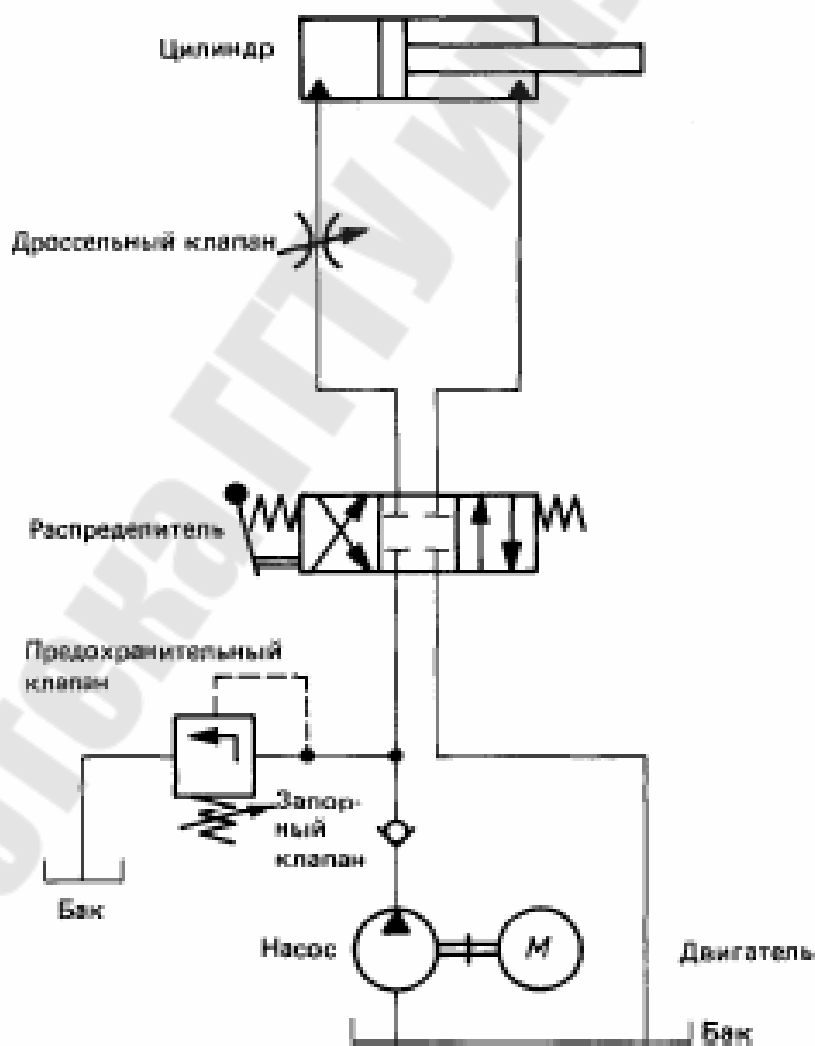 Цилиндр
Дроссельный клапан
Распределитель
Предохранительный
клапан
Запор-
ный
клапан
Бак
Насос
M
Двигатель
Бак